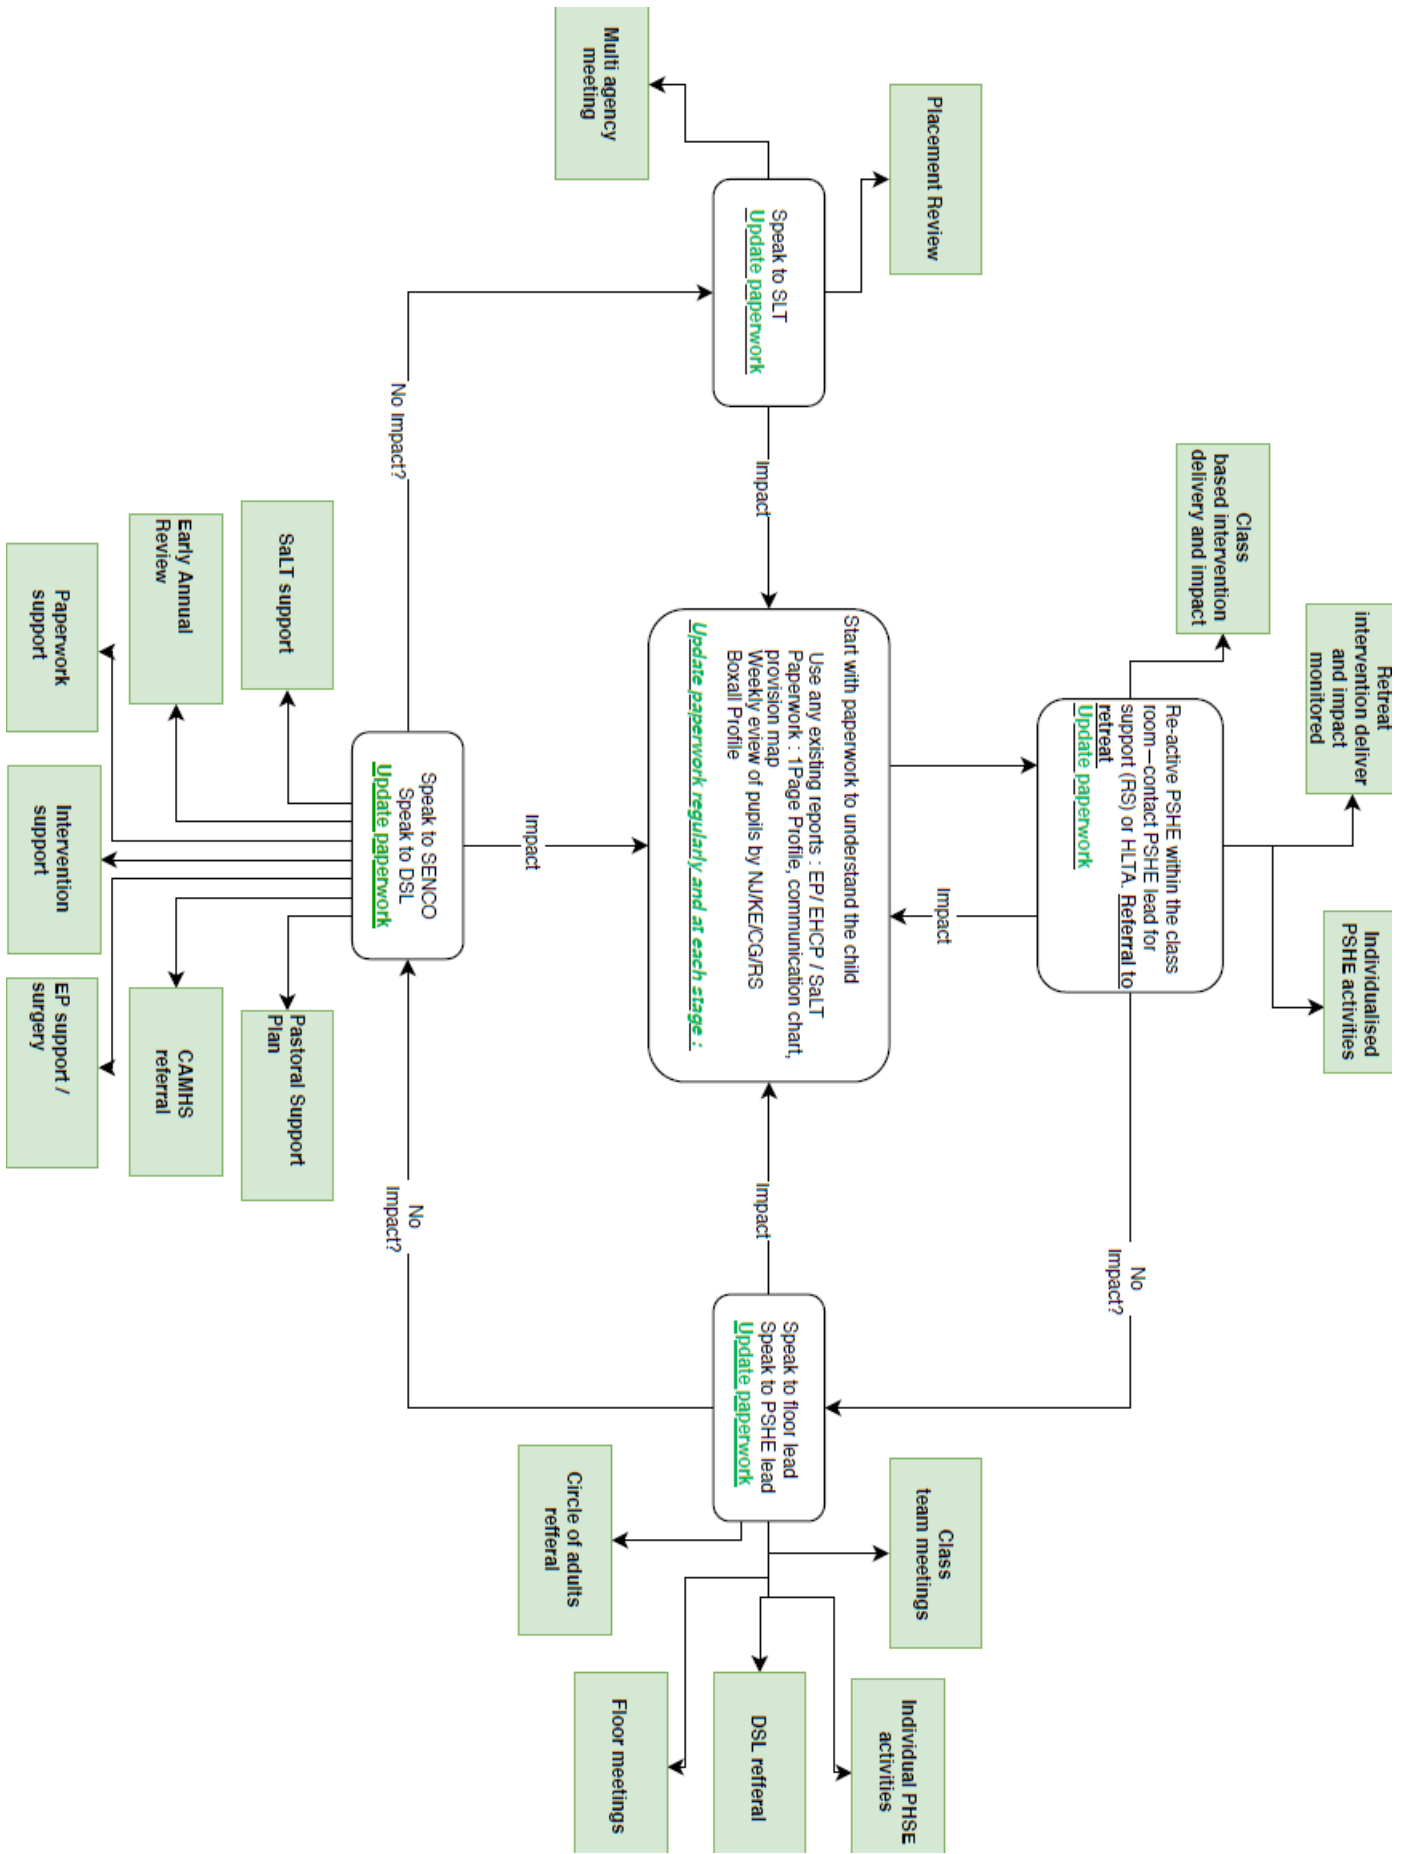 Retreat
intervention deliver
and impact
monitored
Individualised
PSHE activities
Class
based intervention
delivery and impact
Re-active PSHE within the class
room—contact PSHE lead for
support (RS) or HLTA. Referral to
retreat
Update paperwork
No
Impact?
Impact
Placement Review
Class
team meetings
Individual PHSE
activities
Speak to SLT
Update paperwork
Impact
Start with paperwork to understand the child
Use any existing reports : EP/ EHCP / SaLT
Paperwork : 1Page Profile, communication chart,
provision map
Weekly eview of pupils by NJ/KE/CG/RS
Boxall Profile
Update paperwork regularly and at each stage :
Impact
Speak to floor lead
Speak to PSHE lead
Update paperwork
DSL refferal
Multi agency
meeting
Floor meetings
Circle of adults
refferal
Impact
No Impact?
Speak to SENCO
Speak to DSL
Update paperwork
No
Impact?
SaLT support
Pastoral Support
Plan
Early Annual
Review
CAMHS
referral
Paperwork
support
Intervention
support
EP support /
surgery